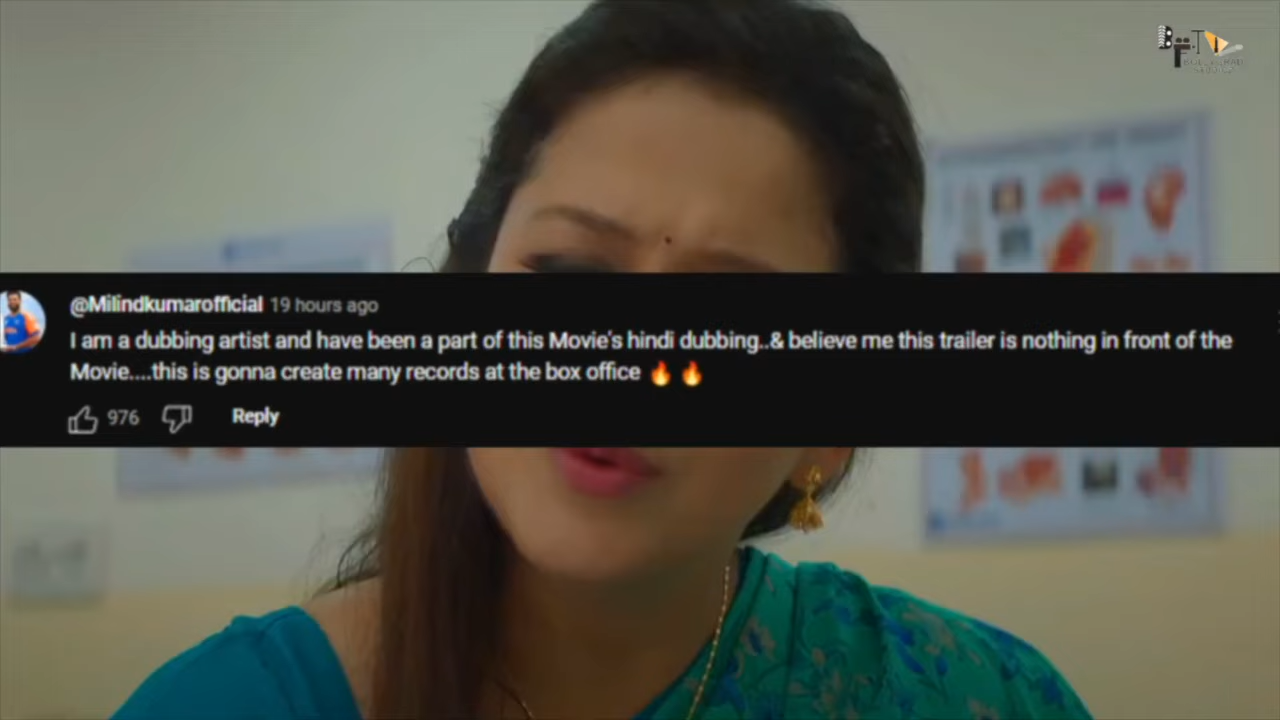 @Milindkumarofficial 19 hours ago
I am a dubbing artist and have been a part of this Movie's hindi dubbing..& believe me this trailer is nothing in front of the
Movie....this is gonna create many records at the box office 🔥 🔥
976
Reply